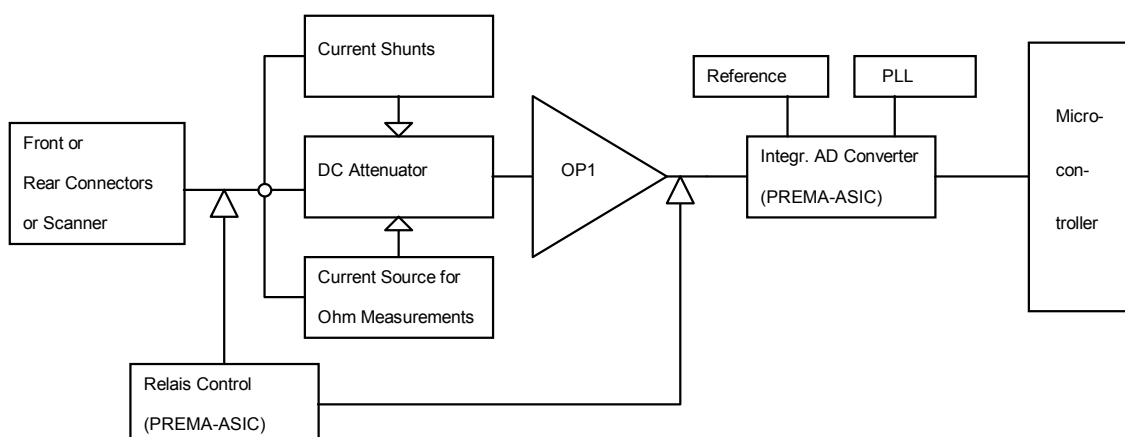 Current Shunts
Reference
PLL
Front or
Rear Connectors
or Scanner
DC Attenuator
OP1
Integr. AD Converter
(PREMA-ASIC)
Micro-
con-
troller
Current Source for
Ohm Measurements
Relais Control
(PREMA-ASIC)